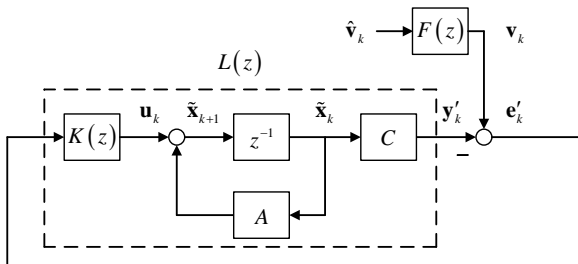 v̂ₖ
F(z)
vₖ
L(z)
K(z)
uₖ
x̃ₖ₊₁
z⁻¹
x̃ₖ
C
y′ₖ
−
e′ₖ
A